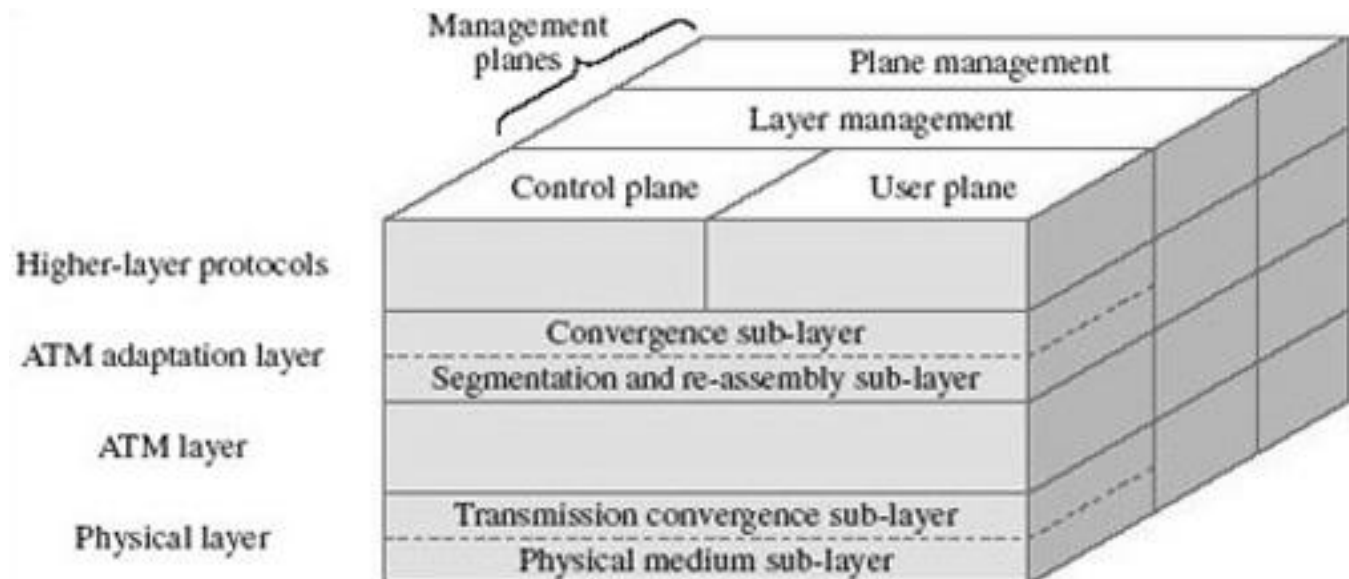 Management
planes
Plane management
Layer management
Control plane
User plane
Higher-layer protocols
Convergence sub-layer
ATM adaptation layer
Segmentation and re-assembly sub-layer
ATM layer
Transmission convergence sub-layer
Physical layer
Physical medium sub-layer